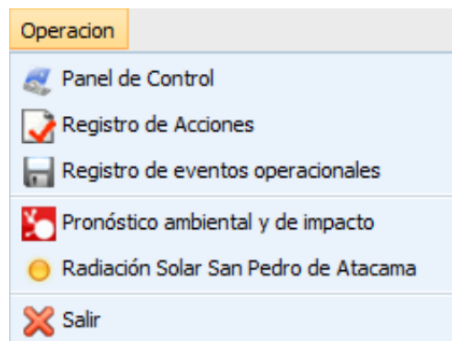 Operacion
Panel de Control
Registro de Acciones
Registro de eventos operacionales
Pronóstico ambiental y de impacto
Radiación Solar San Pedro de Atacama
Salir